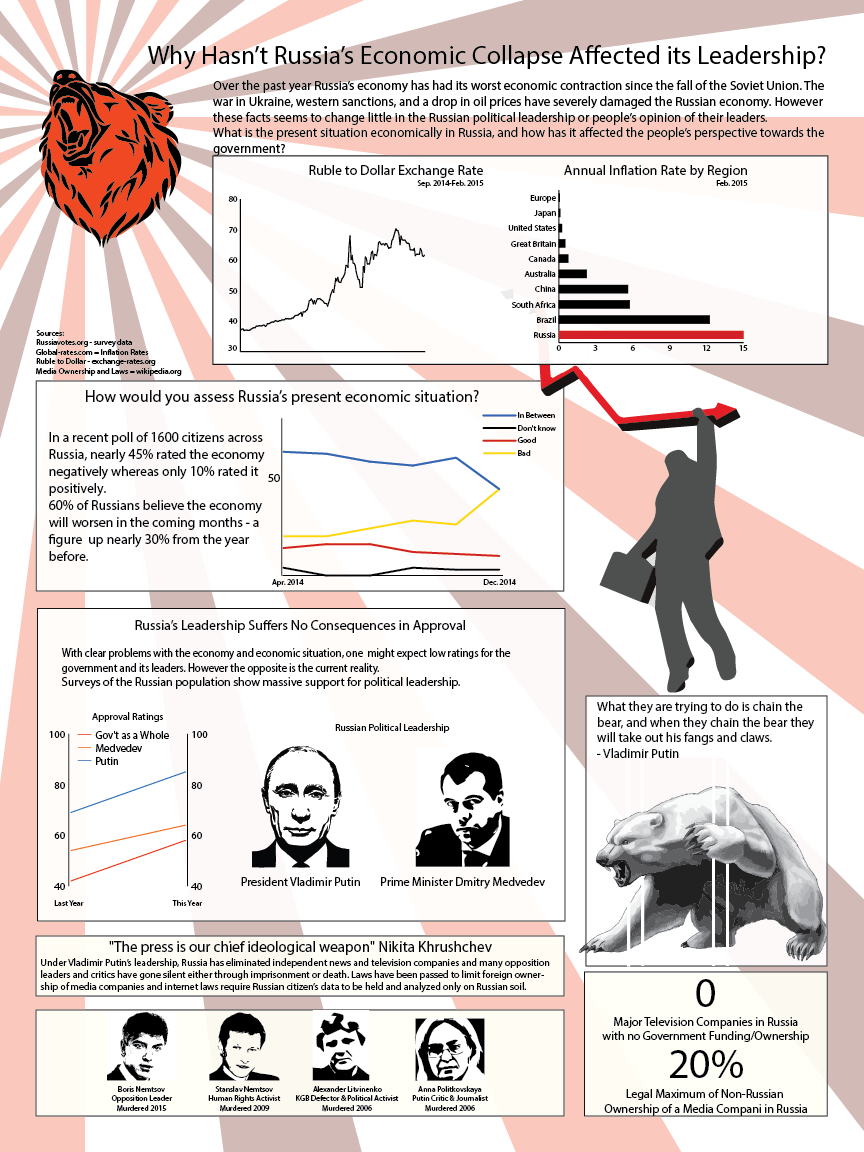 Why Hasn't Russia's Economic Collapse Affected its Leadership?
Over the past year Russia's economy has had its worst economic contraction since the fall of the Soviet Union. The
war in Ukraine, western sanctions, and a drop in oil prices have severely damaged the Russian economy. However
these facts seems to change little in the Russian political leadership or people's opinion of their leaders.
What is the present situation economically in Russia, and how has it affected the people's perspective towards the
government?
Ruble to Dollar Exchange Rate
Sep. 2014-Feb. 2015
80
70
60
50
40
30
Annual Inflation Rate by Region
Feb. 2015
Europe
Japan
United States
Great Britain
Canada
Australia
China
South Africa
Brazil
Russia
0 3 6 9 12 15
Sources:
Russiavotes.org - survey data
Global-rates.com = Inflation Rates
Ruble to Dollar - exchange-rates.org
Media Ownership and Laws = wikipedia.org
How would you assess Russia's present economic situation?
In a recent poll of 1600 citizens across
Russia, nearly 45% rated the economy
negatively whereas only 10% rated it
positively.
60% of Russians believe the economy
will worsen in the coming months - a
figure up nearly 30% from the year
before.
In Between
Don't know
Good
Bad
50
Apr. 2014
Dec. 2014
Russia's Leadership Suffers No Consequences in Approval
With clear problems with the economy and economic situation, one might expect low ratings for the
government and its leaders. However the opposite is the current reality.
Surveys of the Russian population show massive support for political leadership.
Approval Ratings
100
80
60
40
Gov't as a Whole
Medvedev
Putin
100
80
60
40
Last Year
This Year
Russian Political Leadership
President Vladimir Putin
Prime Minister Dmitry Medvedev
What they are trying to do is chain the
bear, and when they chain the bear they
will take out his fangs and claws.
- Vladimir Putin
"The press is our chief ideological weapon" Nikita Khrushchev
Under Vladimir Putin's leadership, Russia has eliminated independent news and television companies and many opposition
leaders and critics have gone silent either through imprisonment or death. Laws have been passed to limit foreign owner-
ship of media companies and internet laws require Russian citizen's data to be held and analyzed only on Russian soil.
Boris Nemtsov
Opposition Leader
Murdered 2015
Stanslav Nemtsov
Human Rights Activist
Murdered 2009
Alexander Litvinenko
KGB Defector & Political Activist
Murdered 2006
Anna Politkovskaya
Putin Critic & Journalist
Murdered 2006
0
Major Television Companies in Russia
with no Government Funding/Ownership
20%
Legal Maximum of Non-Russian
Ownership of a Media Compani in Russia